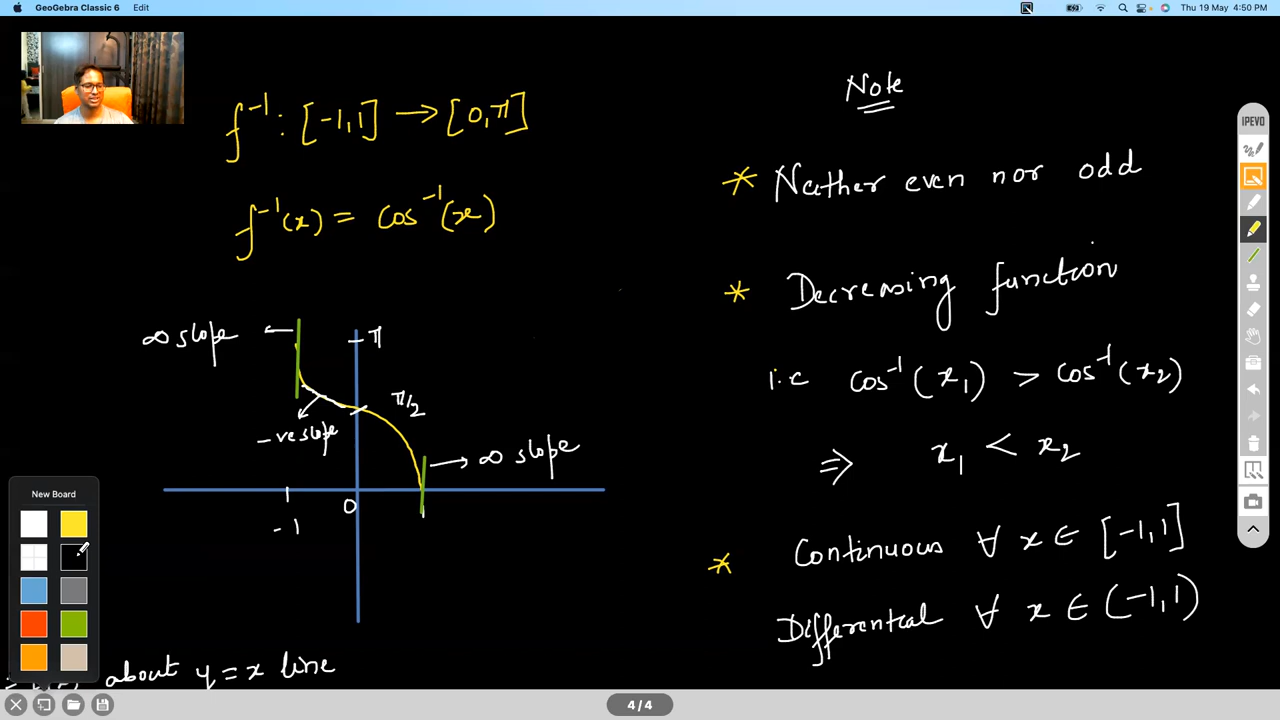 GeoGebra Classic 6 Edit
Thu 19 May 4:50 PM
f⁻¹: [-1,1] → [0,π]
f⁻¹(x) = cos⁻¹(x)
∞ slope ←
π
π/2
-ve slope
→ ∞ slope
0
-1
about y = x line
Note
* Neither even nor odd
* Decreasing function
i.e cos⁻¹(x₁) > cos⁻¹(x₂)
⇒ x₁ < x₂
* Continuous ∀ x ∈ [-1,1]
Differential ∀ x ∈ (-1,1)
IPEVO
New Board
4/4